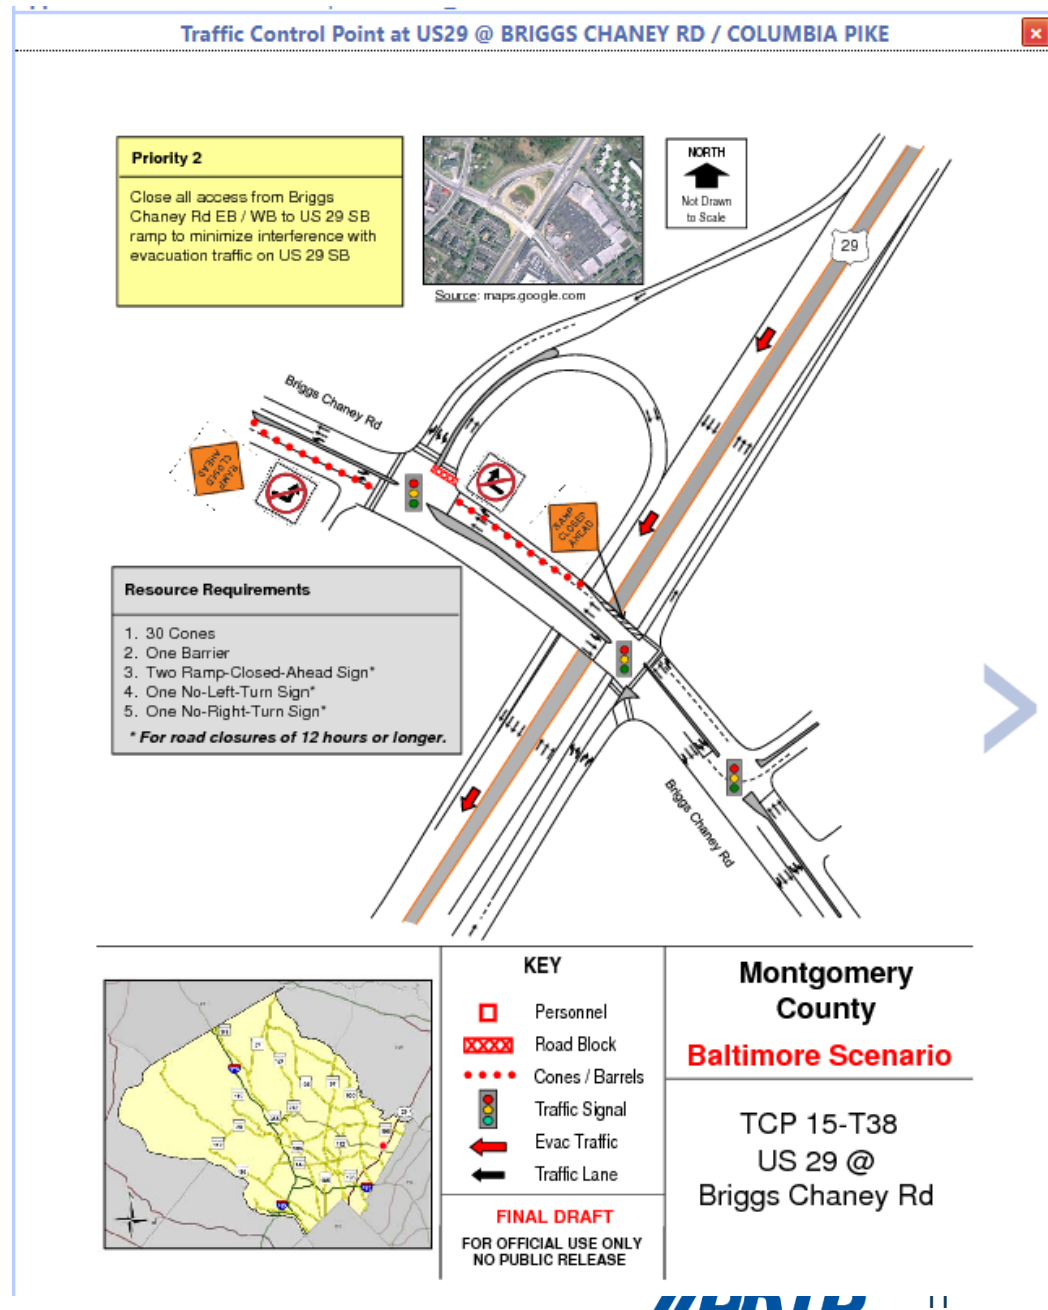 Traffic Control Point at US29 @ BRIGGS CHANEY RD / COLUMBIA PIKE
Priority 2
Close all access from Briggs
Chaney Rd EB / WB to US 29 SB
ramp to minimize interference with
evacuation traffic on US 29 SB
Source: maps.google.com
NORTH
Not Drawn
to Scale
29
Briggs Chaney Rd
RAMP
CLOSED
AHEAD
RAMP
CLOSED
AHEAD
Resource Requirements
1. 30 Cones
2. One Barrier
3. Two Ramp-Closed-Ahead Sign*
4. One No-Left-Turn Sign*
5. One No-Right-Turn Sign*
* For road closures of 12 hours or longer.
Briggs Chaney Rd
KEY
Personnel
Road Block
Cones / Barrels
Traffic Signal
Evac Traffic
Traffic Lane
FINAL DRAFT
FOR OFFICIAL USE ONLY
NO PUBLIC RELEASE
Montgomery
County
Baltimore Scenario
TCP 15-T38
US 29 @
Briggs Chaney Rd